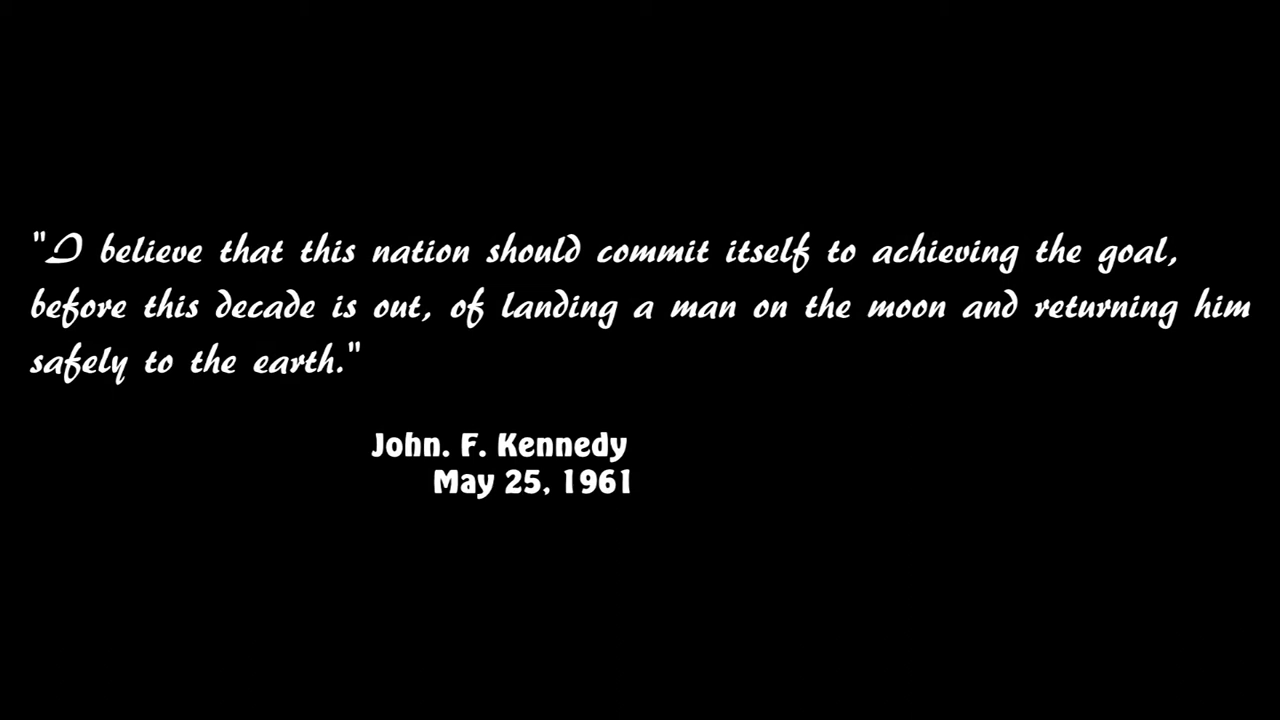 "I believe that this nation should commit itself to achieving the goal,
before this decade is out, of landing a man on the moon and returning him
safely to the earth."
John. F. Kennedy
May 25, 1961